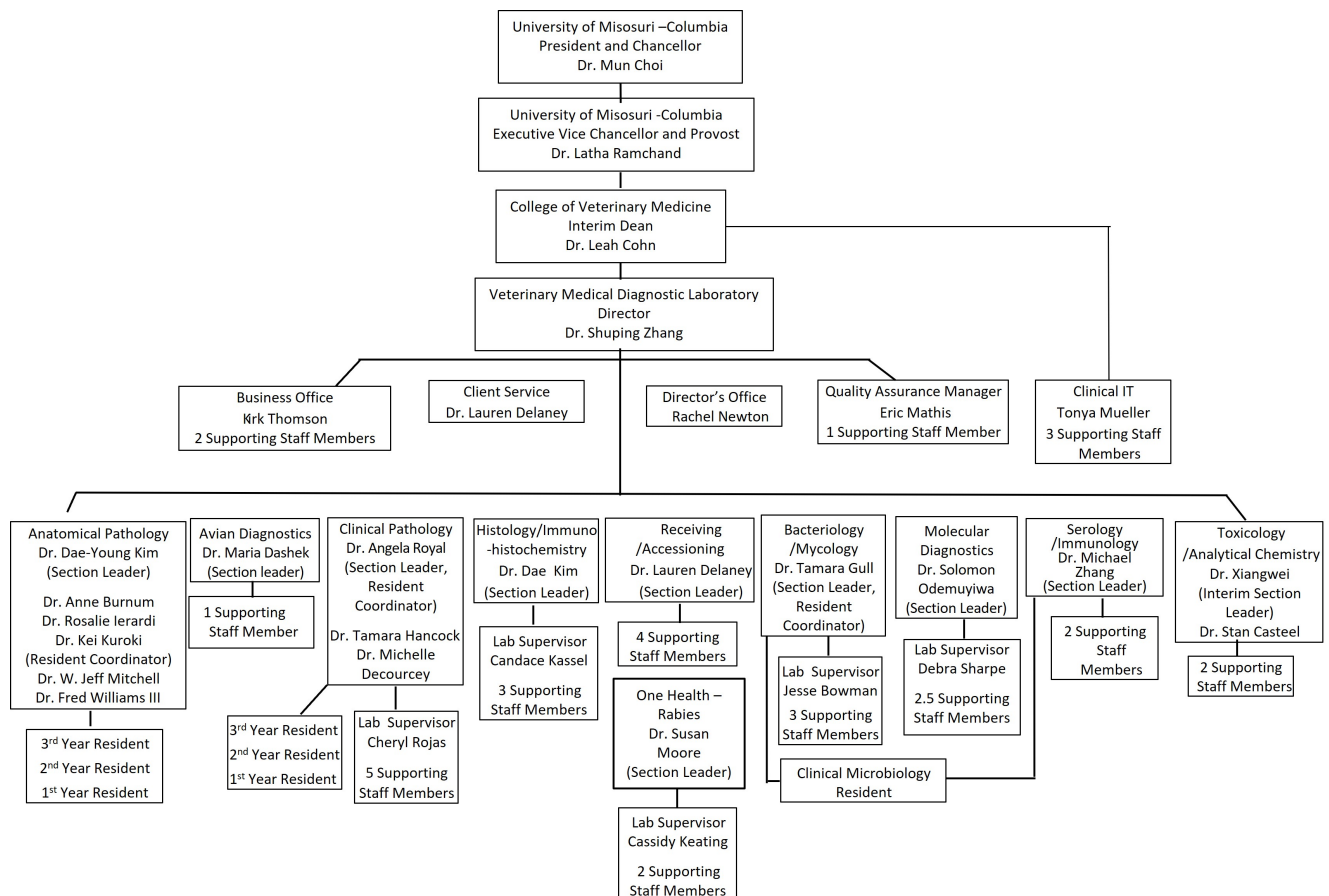 University of Misosuri –Columbia
President and Chancellor
Dr. Mun Choi
University of Misosuri -Columbia
Executive Vice Chancellor and Provost
Dr. Latha Ramchand
College of Veterinary Medicine
Interim Dean
Dr. Leah Cohn
Veterinary Medical Diagnostic Laboratory
Director
Dr. Shuping Zhang
Business Office
Kirk Thomson
2 Supporting Staff Members
Client Service
Dr. Lauren Delaney
Director’s Office
Rachel Newton
Quality Assurance Manager
Eric Mathis
1 Supporting Staff Member
Clinical IT
Tonya Mueller
3 Supporting Staff
Members
Anatomical Pathology
Dr. Dae-Young Kim
(Section Leader)
Dr. Anne Burnum
Dr. Rosalie Ierardi
Dr. Kei Kuroki
(Resident Coordinator)
Dr. W. Jeff Mitchell
Dr. Fred Williams III
3rd Year Resident
2nd Year Resident
1st Year Resident
Avian Diagnostics
Dr. Maria Dashek
(Section leader)
1 Supporting
Staff Member
Clinical Pathology
Dr. Angela Royal
(Section Leader,
Resident
Coordinator)
Dr. Tamara Hancock
Dr. Michelle
Decourcey
3rd Year Resident
2nd Year Resident
1st Year Resident
Lab Supervisor
Cheryl Rojas
5 Supporting
Staff Members
Histology/Immuno
-histochemistry
Dr. Dae Kim
(Section Leader)
Lab Supervisor
Candace Kassel
3 Supporting
Staff Members
Receiving
/Accessioning
Dr. Lauren Delaney
(Section Leader)
4 Supporting
Staff Members
One Health –
Rabies
Dr. Susan
Moore
(Section Leader)
Lab Supervisor
Cassidy Keating
2 Supporting
Staff Members
Bacteriology
/Mycology
Dr. Tamara Gull
(Section Leader,
Resident
Coordinator)
Lab Supervisor
Jesse Bowman
3 Supporting
Staff Members
Clinical Microbiology
Resident
Molecular
Diagnostics
Dr. Solomon
Odemuyiwa
(Section Leader)
Lab Supervisor
Debra Sharpe
2.5 Supporting
Staff Members
Serology
/Immunology
Dr. Michael
Zhang
(Section Leader)
2 Supporting
Staff
Members
Toxicology
/Analytical Chemistry
Dr. Xiangwei
(Interim Section
Leader)
Dr. Stan Casteel
2 Supporting
Staff Members